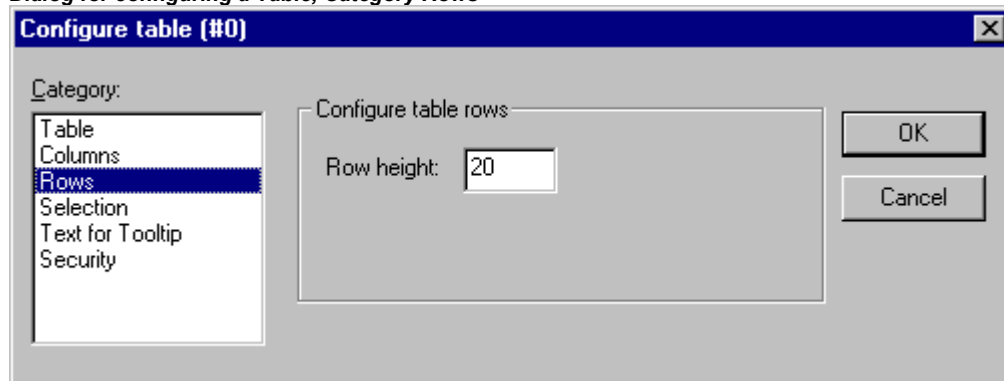 Dialog for configuring a Table, Category Rows
Configure table (#0)
Category:
Table
Columns
Rows
Selection
Text for Tooltip
Security
Configure table rows
Row height: 20
OK
Cancel